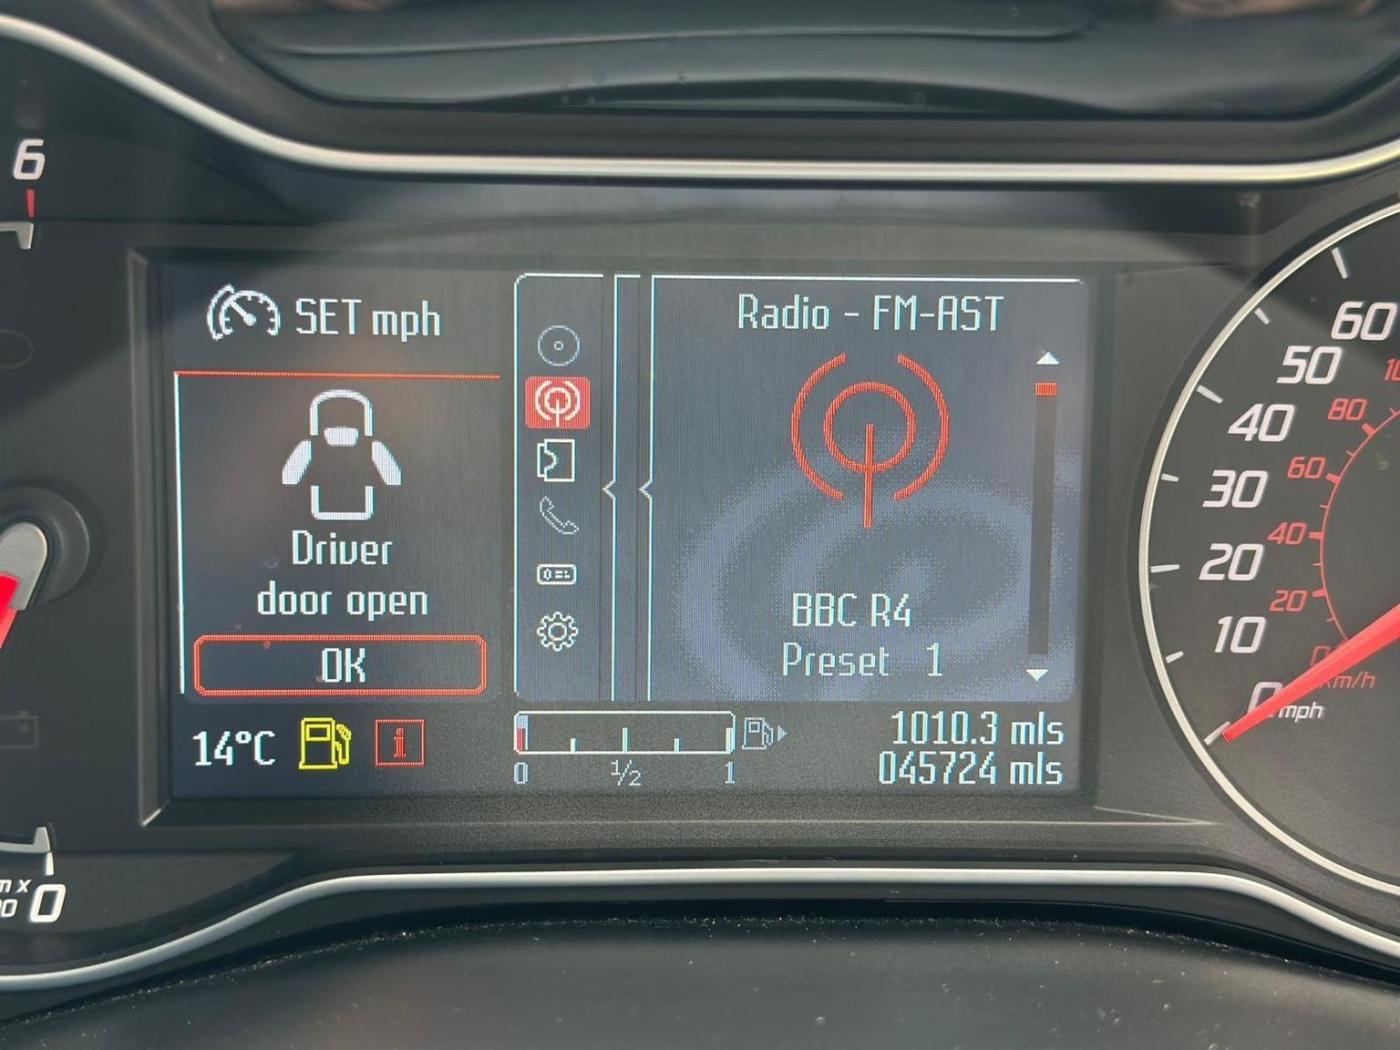 6
SET mph
Driver
door open
OK
14°C
i
Radio - FM-AST
BBC R4
Preset 1
0 1/2 1
1010.3 mls
045724 mls
60
50
40
30
20
10
0 mph
80
60
40
20
km/h
0